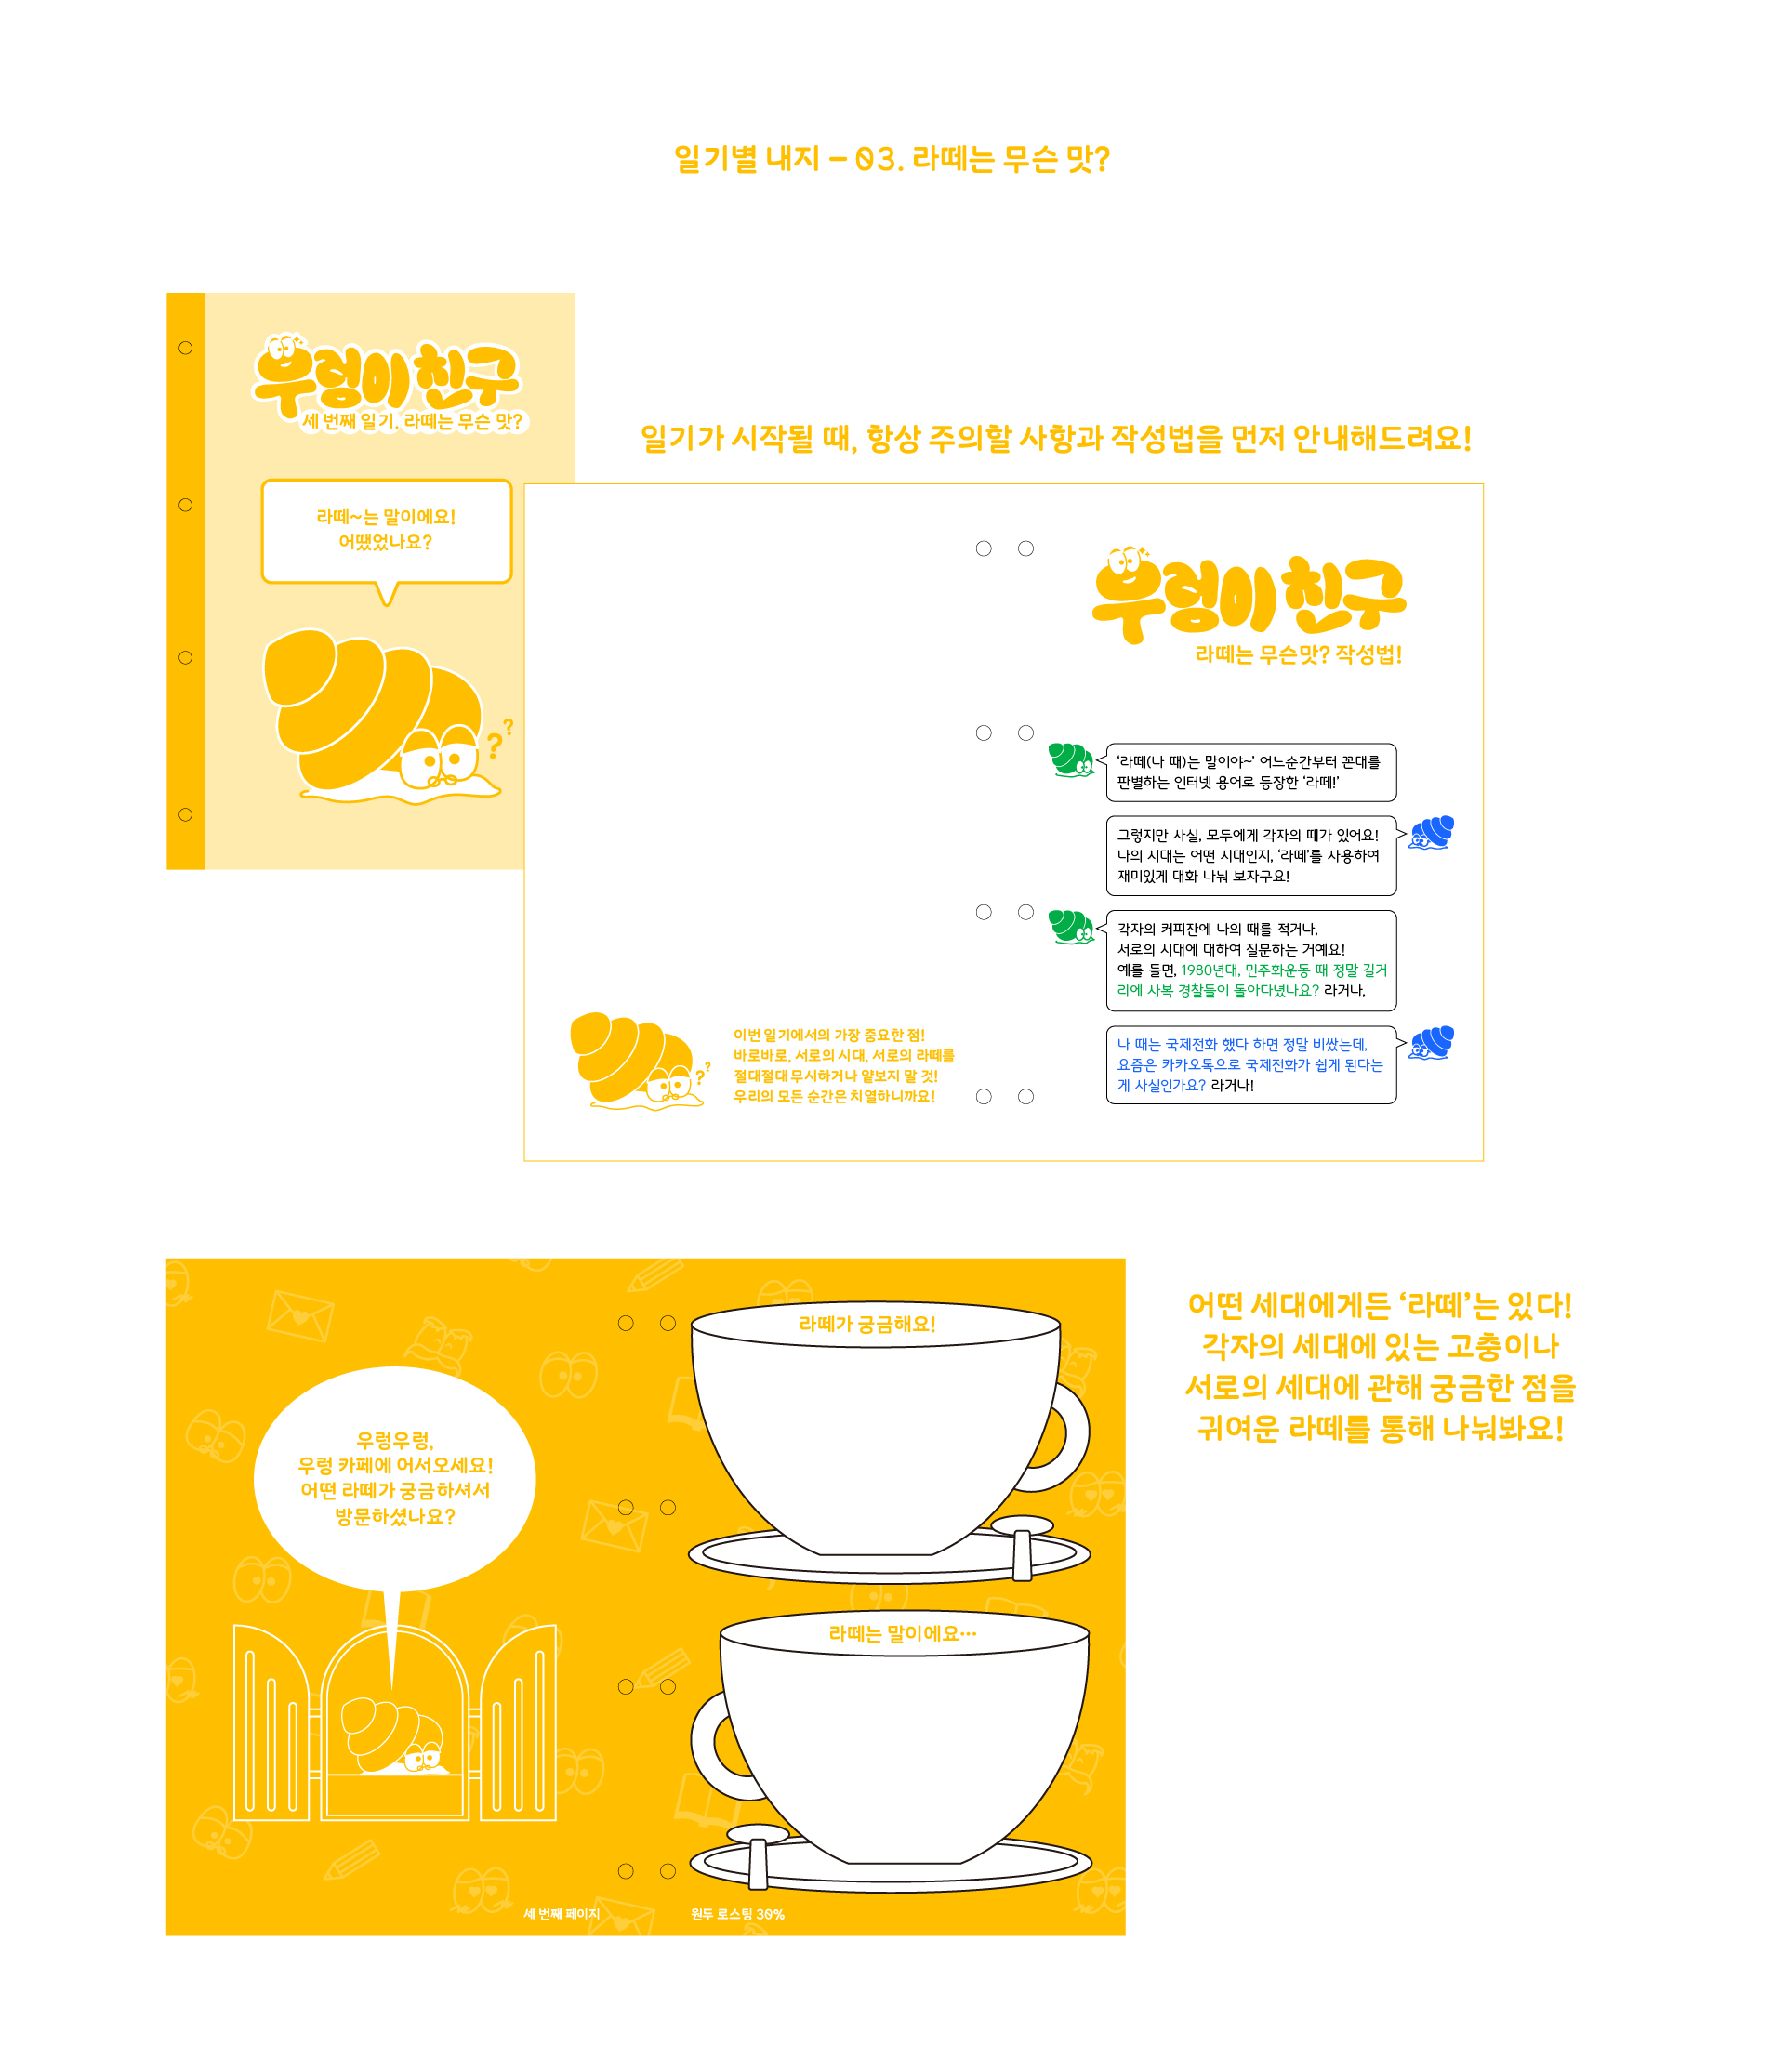 일기별 내지 – 03. 라떼는 무슨 맛?
우렁미 친구
세 번째 일기. 라떼는 무슨 맛?
라떼~는 말이에요!
어땠었나요?
??
일기가 시작될 때, 항상 주의할 사항과 작성법을 먼저 안내해드려요!
우렁미 친구
라떼는 무슨맛? 작성법!
‘라떼(나 때)는 말이야~’ 어느순간부터 꼰대를
판별하는 인터넷 용어로 등장한 ‘라떼!’
그렇지만 사실, 모두에게 각자의 때가 있어요!
나의 시대는 어떤 시대인지, ‘라떼’를 사용하여
재미있게 대화 나눠 보자구요!
각자의 커피잔에 나의 때를 적거나,
서로의 시대에 대하여 질문하는 거예요!
예를 들면, 1980년대, 민주화운동 때 정말 길거
리에 사복 경찰들이 돌아다녔나요? 라거나,
나 때는 국제전화 했다 하면 정말 비쌌는데,
요즘은 카카오톡으로 국제전화가 쉽게 된다는
게 사실인가요? 라거나!
??
이번 일기에서의 가장 중요한 점!
바로바로, 서로의 시대, 서로의 라떼를
절대절대 무시하거나 얕보지 말 것!
우리의 모든 순간은 치열하니까요!
우렁우렁,
우렁 카페에 어서오세요!
어떤 라떼가 궁금하셔서
방문하셨나요?
세 번째 페이지
라떼가 궁금해요!
라떼는 말이에요…
원두 로스팅 30%
어떤 세대에게든 ‘라떼’는 있다!
각자의 세대에 있는 고충이나
서로의 세대에 관해 궁금한 점을
귀여운 라떼를 통해 나눠봐요!